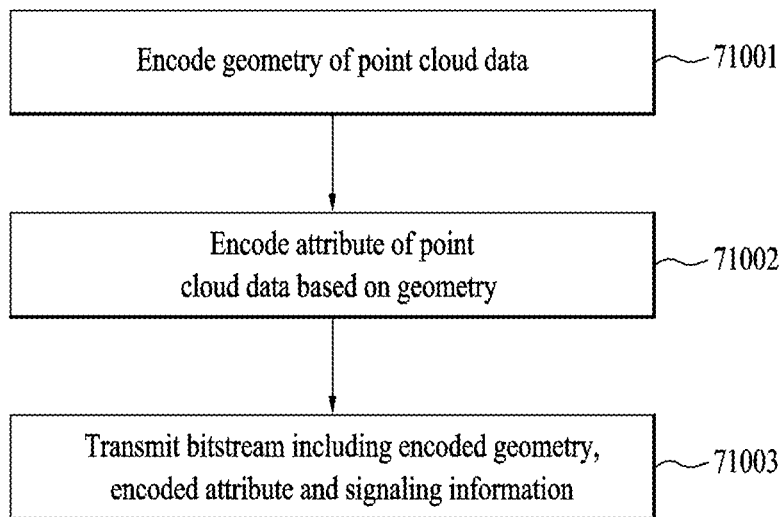 Encode geometry of point cloud data
71001
Encode attribute of point
cloud data based on geometry
71002
Transmit bitstream including encoded geometry,
encoded attribute and signaling information
71003